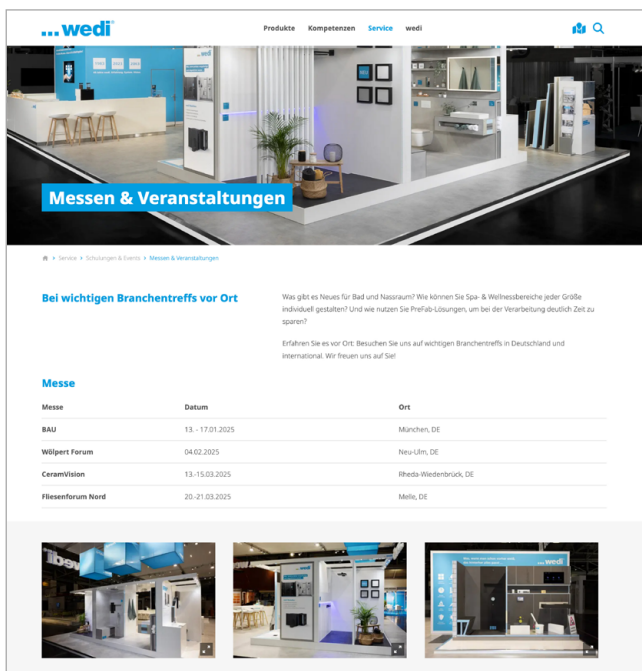 ...wedi®
Produkte Kompetenzen Service wedi
Messen & Veranstaltungen
Service Schulungen & Events Messen & Veranstaltungen
Bei wichtigen Branchentreffs vor Ort
Was gibt es Neues für Bad und Nassraum? Wie können Sie Spa- & Wellnessbereiche jeder Größe
individuell gestalten? Und wie nutzen Sie PreFab-Lösungen, um bei der Verarbeitung deutlich Zeit zu
sparen?
Erfahren Sie es vor Ort: Besuchen Sie uns auf wichtigen Branchentreffs in Deutschland und
international. Wir freuen uns auf Sie!
Messe
Messe Datum Ort
BAU 13. - 17.01.2025 München, DE
Wölpert Forum 04.02.2025 Neu-Ulm, DE
CeramVision 13.-15.03.2025 Rheda-Wiedenbrück, DE
Fliesenforum Nord 20.-21.03.2025 Melle, DE
wedi
...wedi